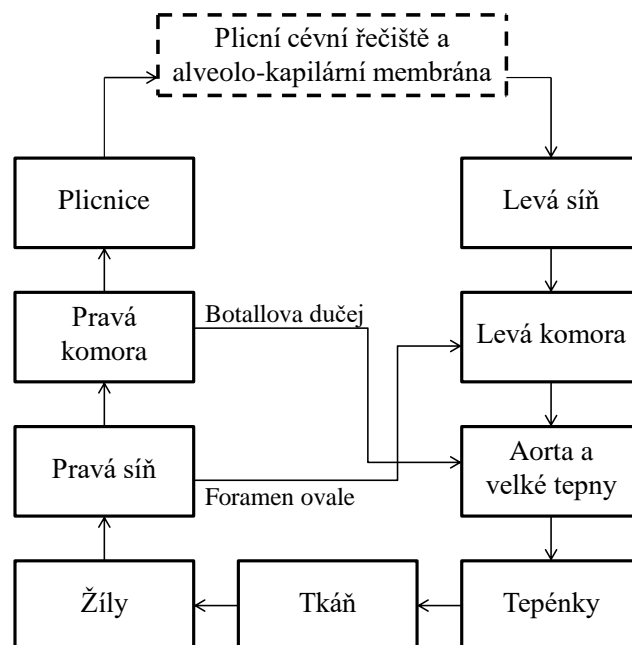 Plicní cévní řečiště a
alveolo-kapilární membrána
Plicnice
Levá síň
Pravá
komora
Botallova dučej
Levá komora
Pravá síň
Foramen ovale
Aorta a
velké tepny
Žíly
Tkáň
Tepénky